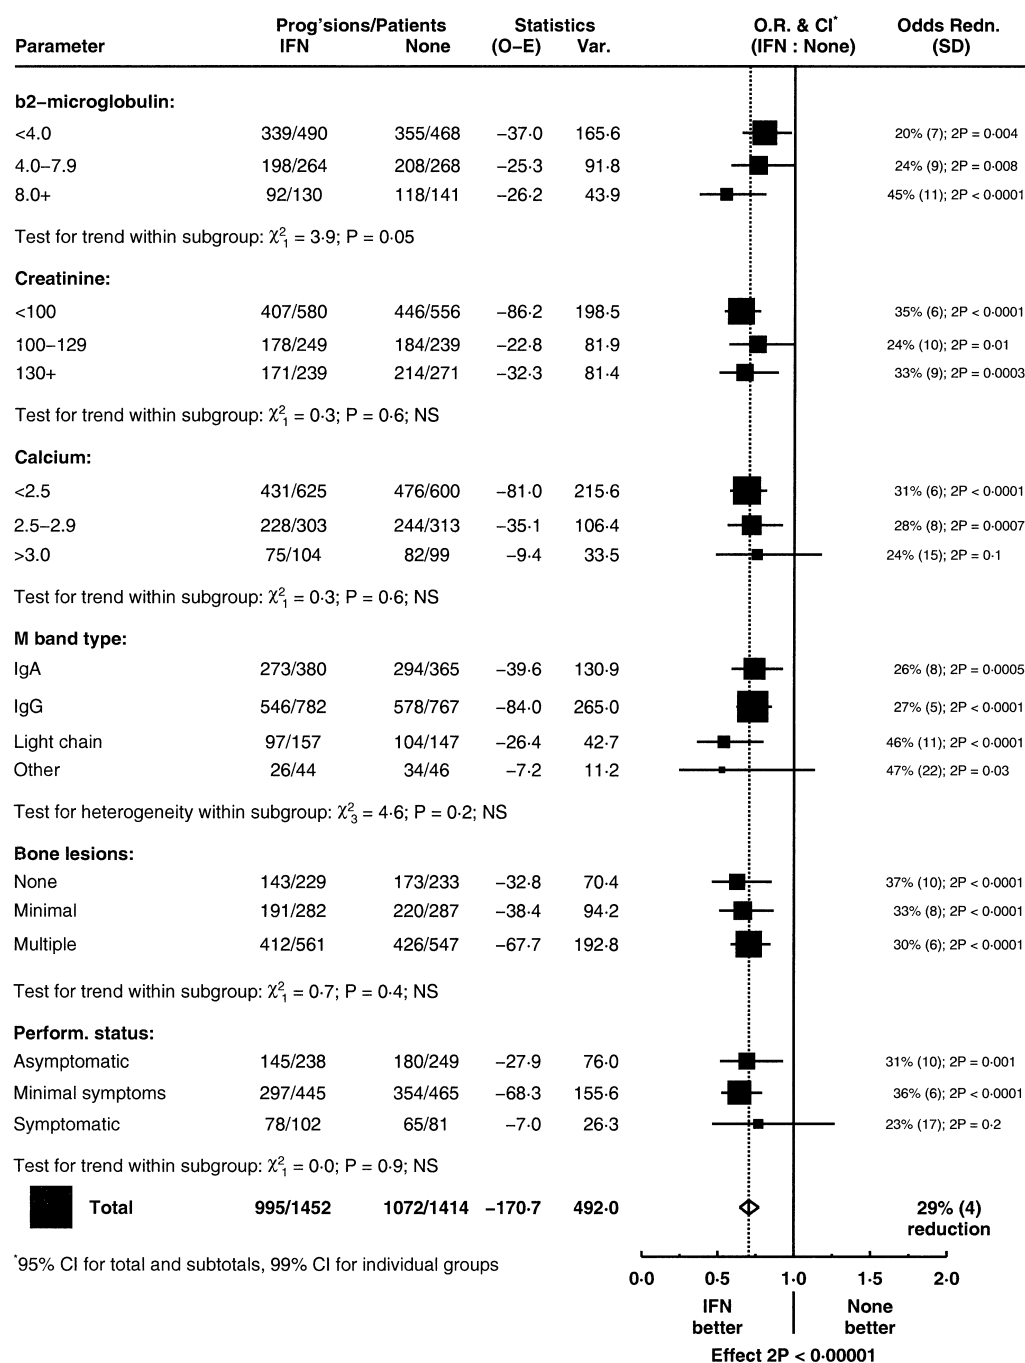 Prog'sions/Patients Statistics O.R. & CI* Odds Redn.
Parameter IFN None (O−E) Var. (IFN : None) (SD)
b2−microglobulin:
<4.0 339/490 355/468 −37·0 165·6 20% (7); 2P = 0·004
4.0−7.9 198/264 208/268 −25·3 91·8 24% (9); 2P = 0·008
8.0+ 92/130 118/141 −26·2 43·9 45% (11); 2P < 0·0001
Test for trend within subgroup: χ²₁ = 3·9; P = 0·05
Creatinine:
<100 407/580 446/556 −86·2 198·5 35% (6); 2P < 0·0001
100−129 178/249 184/239 −22·8 81·9 24% (10); 2P = 0·01
130+ 171/239 214/271 −32·3 81·4 33% (9); 2P = 0·0003
Test for trend within subgroup: χ²₁ = 0·3; P = 0·6; NS
Calcium:
<2.5 431/625 476/600 −81·0 215·6 31% (6); 2P < 0·0001
2.5−2.9 228/303 244/313 −35·1 106·4 28% (8); 2P = 0·0007
>3.0 75/104 82/99 −9·4 33·5 24% (15); 2P = 0·1
Test for trend within subgroup: χ²₁ = 0·3; P = 0·6; NS
M band type:
IgA 273/380 294/365 −39·6 130·9 26% (8); 2P = 0·0005
IgG 546/782 578/767 −84·0 265·0 27% (5); 2P < 0·0001
Light chain 97/157 104/147 −26·4 42·7 46% (11); 2P < 0·0001
Other 26/44 34/46 −7·2 11·2 47% (22); 2P = 0·03
Test for heterogeneity within subgroup: χ²₃ = 4·6; P = 0·2; NS
Bone lesions:
None 143/229 173/233 −32·8 70·4 37% (10); 2P < 0·0001
Minimal 191/282 220/287 −38·4 94·2 33% (8); 2P < 0·0001
Multiple 412/561 426/547 −67·7 192·8 30% (6); 2P < 0·0001
Test for trend within subgroup: χ²₁ = 0·7; P = 0·4; NS
Perform. status:
Asymptomatic 145/238 180/249 −27·9 76·0 31% (10); 2P = 0·001
Minimal symptoms 297/445 354/465 −68·3 155·6 36% (6); 2P < 0·0001
Symptomatic 78/102 65/81 −7·0 26·3 23% (17); 2P = 0·2
Test for trend within subgroup: χ²₁ = 0·0; P = 0·9; NS
Total 995/1452 1072/1414 −170·7 492·0 29% (4)
reduction
*95% CI for total and subtotals, 99% CI for individual groups
0·0 0·5 1·0 1·5 2·0
IFN None
better better
Effect 2P < 0·00001